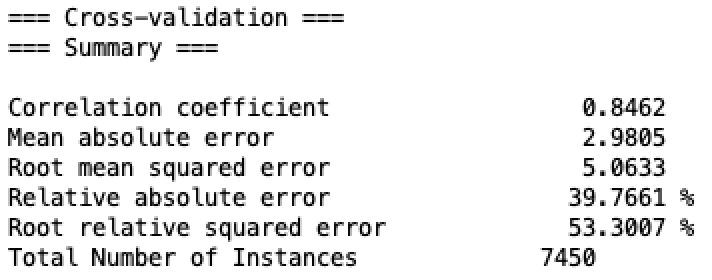 === Cross-validation ===
=== Summary ===
Correlation coefficient 0.8462
Mean absolute error 2.9805
Root mean squared error 5.0633
Relative absolute error 39.7661 %
Root relative squared error 53.3007 %
Total Number of Instances 7450